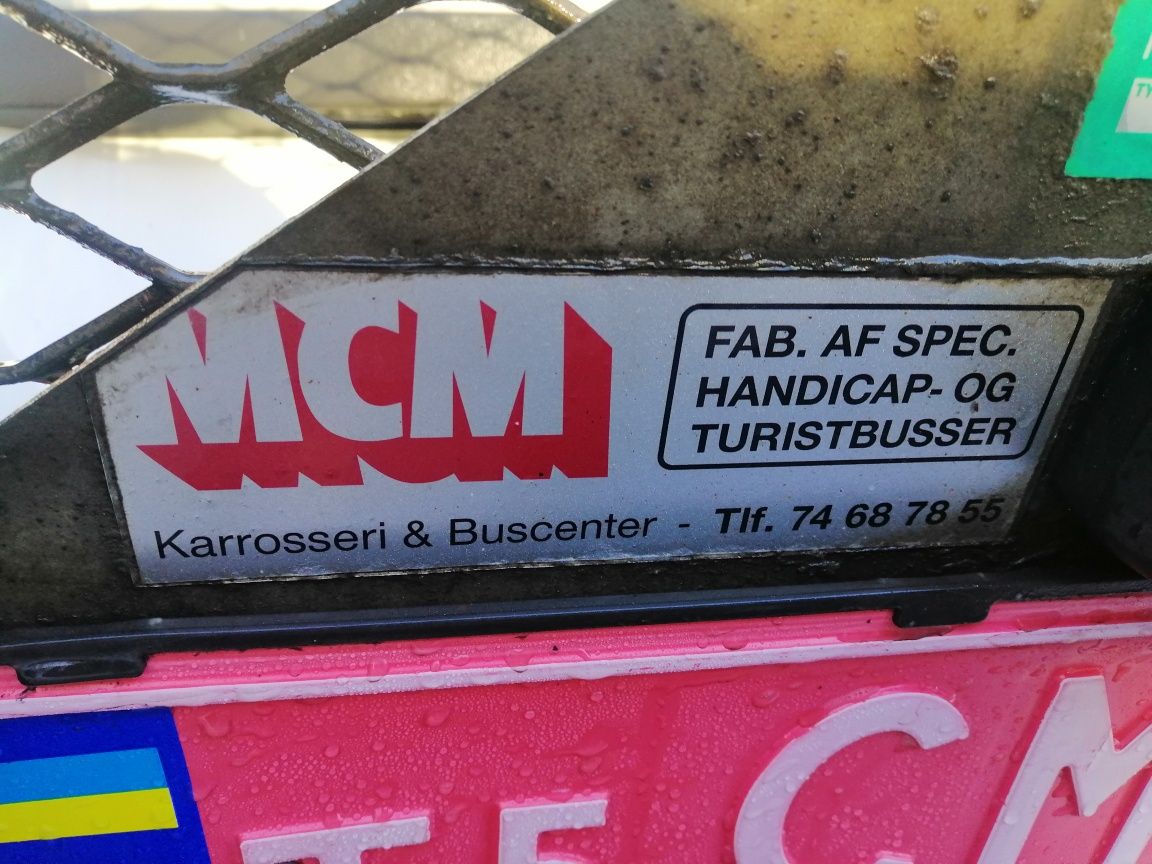 MCM
FAB. AF SPEC.
HANDICAP- OG
TURISTBUSSER
Karrosseri & Buscenter - Tlf. 74 68 78 55